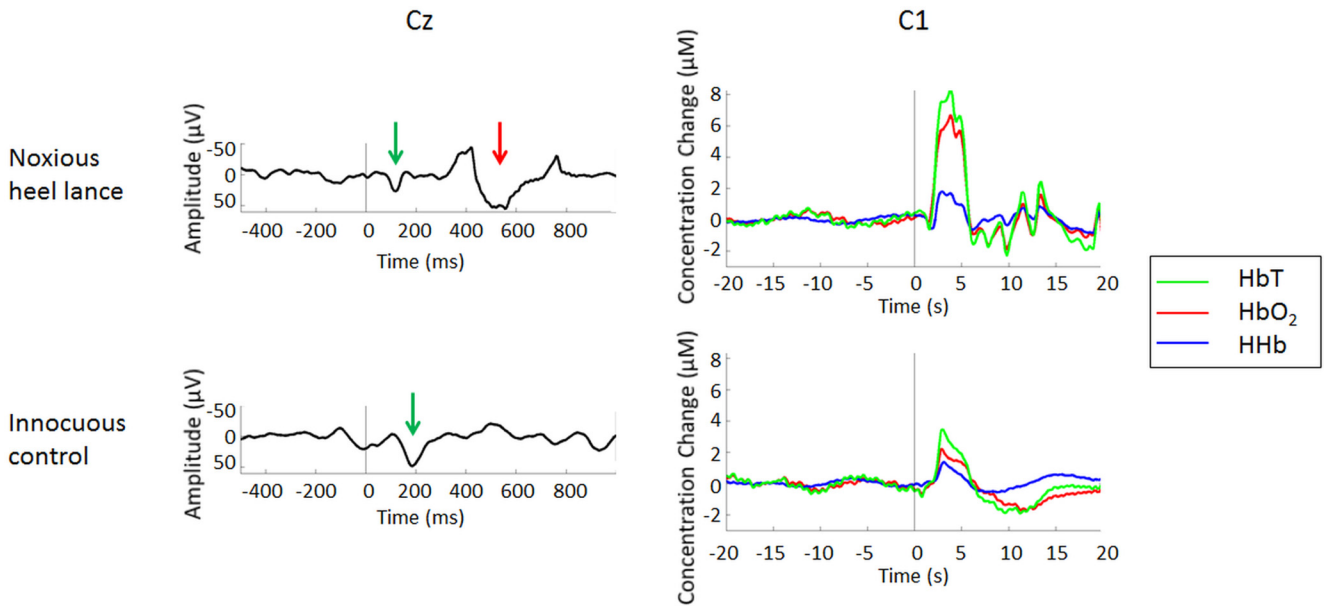 Cz
C1
Noxious
heel lance
Amplitude (µV)
-50
0
50
-400 -200 0 200 400 600 800
Time (ms)
Concentration Change (µM)
8
6
4
2
0
-2
-20 -15 -10 -5 0 5 10 15 20
Time (s)
HbT
HbO₂
HHb
Innocuous
control
Amplitude (µV)
-50
0
50
-400 -200 0 200 400 600 800
Time (ms)
Concentration Change (µM)
8
6
4
2
0
-2
-20 -15 -10 -5 0 5 10 15 20
Time (s)